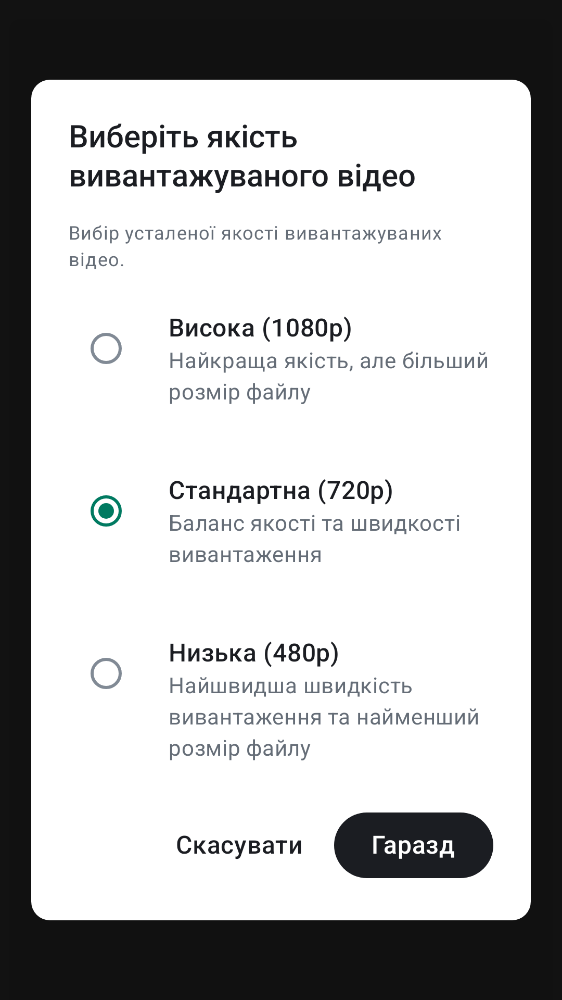 Виберіть якість
вивантажуваного відео
Вибір усталеної якості вивантажуваних
відео.
Висока (1080p)
Найкраща якість, але більший
розмір файлу
Стандартна (720p)
Баланс якості та швидкості
вивантаження
Низька (480p)
Найшвидша швидкість
вивантаження та найменший
розмір файлу
Скасувати
Гаразд